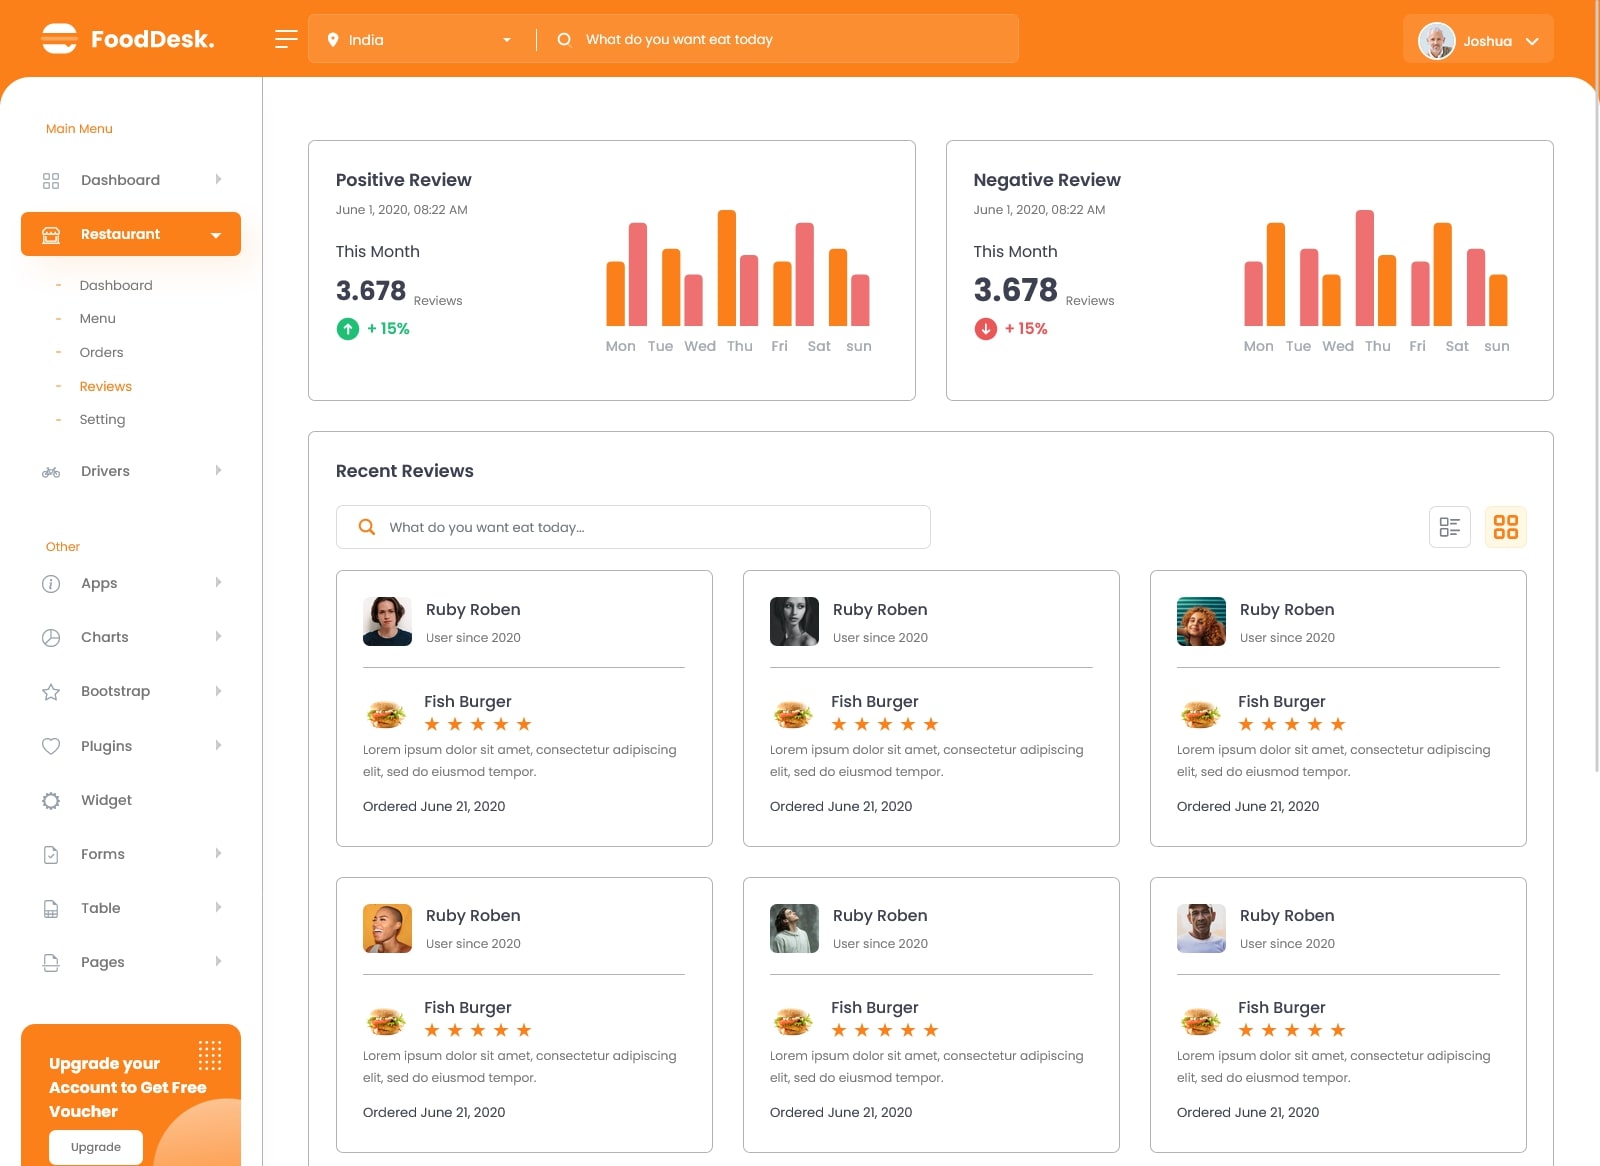 FoodDesk.
India
What do you want eat today
Joshua
Main Menu
Dashboard
Restaurant
- Dashboard
- Menu
- Orders
- Reviews
- Setting
Drivers
Other
Apps
Charts
Bootstrap
Plugins
Widget
Forms
Table
Pages
Upgrade your
Account to Get Free
Voucher
Upgrade
Positive Review
June 1, 2020, 08:22 AM
This Month
3.678 Reviews
+ 15%
Mon Tue Wed Thu Fri Sat sun
Negative Review
June 1, 2020, 08:22 AM
This Month
3.678 Reviews
+ 15%
Mon Tue Wed Thu Fri Sat sun
Recent Reviews
What do you want eat today...
Ruby Roben
User since 2020
Fish Burger
Lorem ipsum dolor sit amet, consectetur adipiscing
elit, sed do eiusmod tempor.
Ordered June 21, 2020
Ruby Roben
User since 2020
Fish Burger
Lorem ipsum dolor sit amet, consectetur adipiscing
elit, sed do eiusmod tempor.
Ordered June 21, 2020
Ruby Roben
User since 2020
Fish Burger
Lorem ipsum dolor sit amet, consectetur adipiscing
elit, sed do eiusmod tempor.
Ordered June 21, 2020
Ruby Roben
User since 2020
Fish Burger
Lorem ipsum dolor sit amet, consectetur adipiscing
elit, sed do eiusmod tempor.
Ordered June 21, 2020
Ruby Roben
User since 2020
Fish Burger
Lorem ipsum dolor sit amet, consectetur adipiscing
elit, sed do eiusmod tempor.
Ordered June 21, 2020
Ruby Roben
User since 2020
Fish Burger
Lorem ipsum dolor sit amet, consectetur adipiscing
elit, sed do eiusmod tempor.
Ordered June 21, 2020